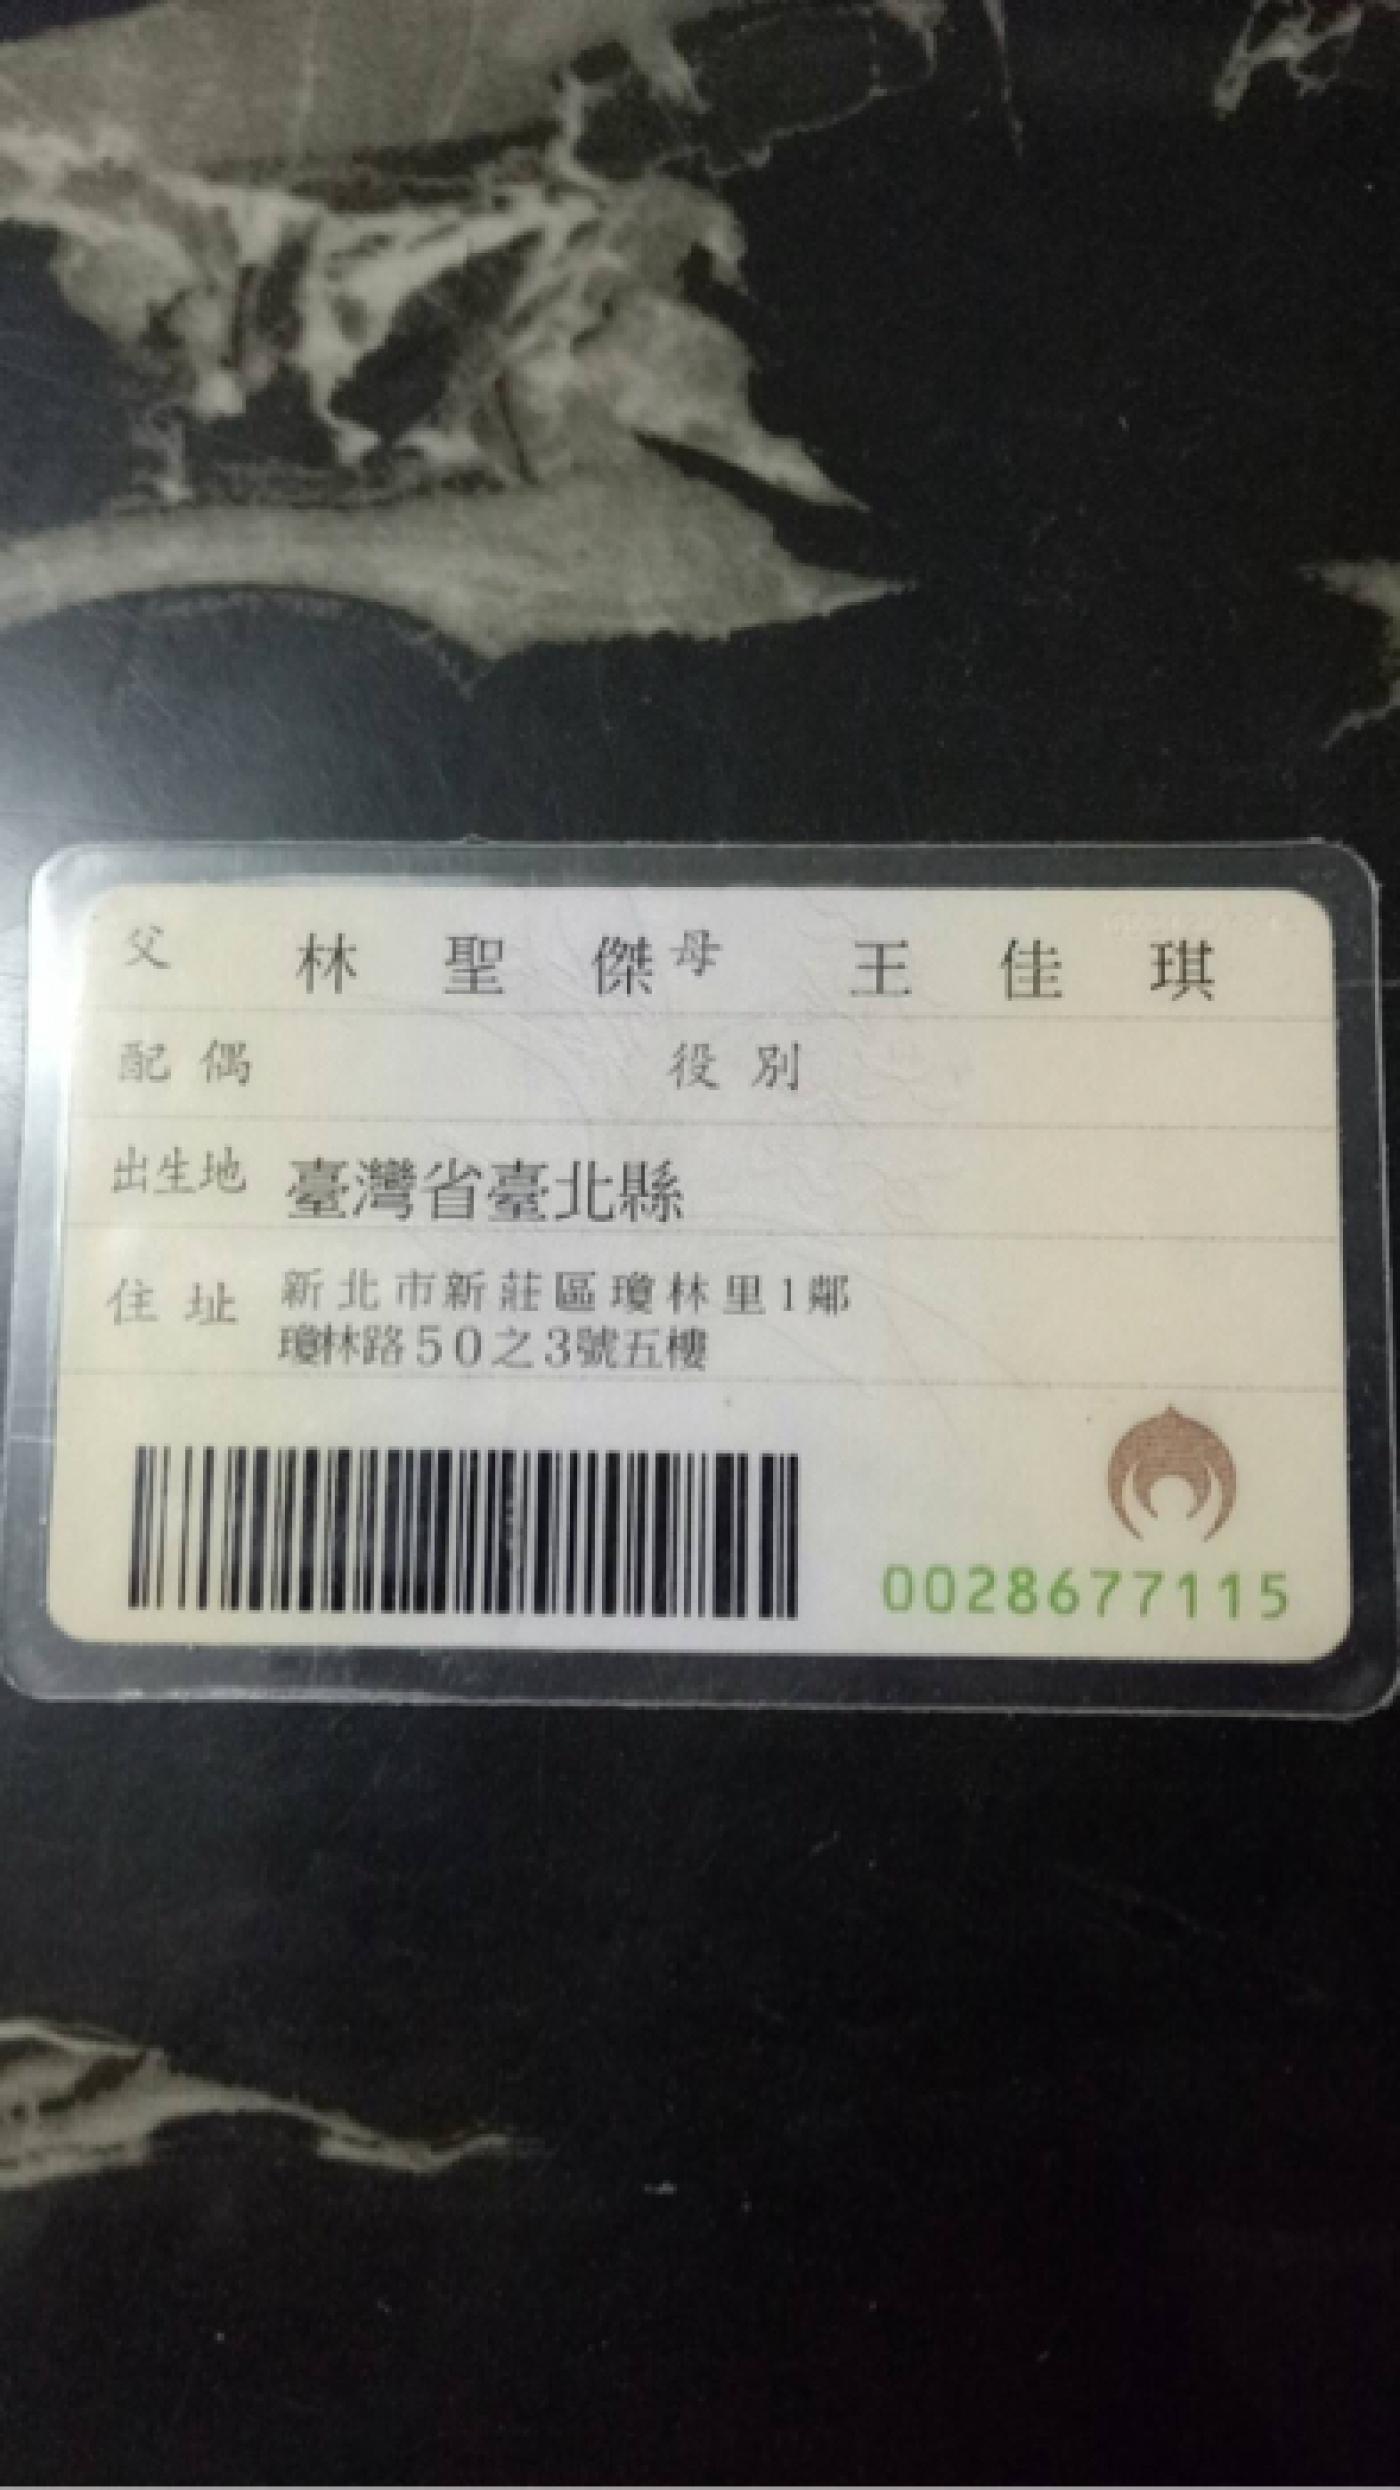 父 林聖傑 母 王佳琪
配偶 役別
出生地 臺灣省臺北縣
住址 新北市新莊區瓊林里1鄰
瓊林路50之3號五樓
0028677115